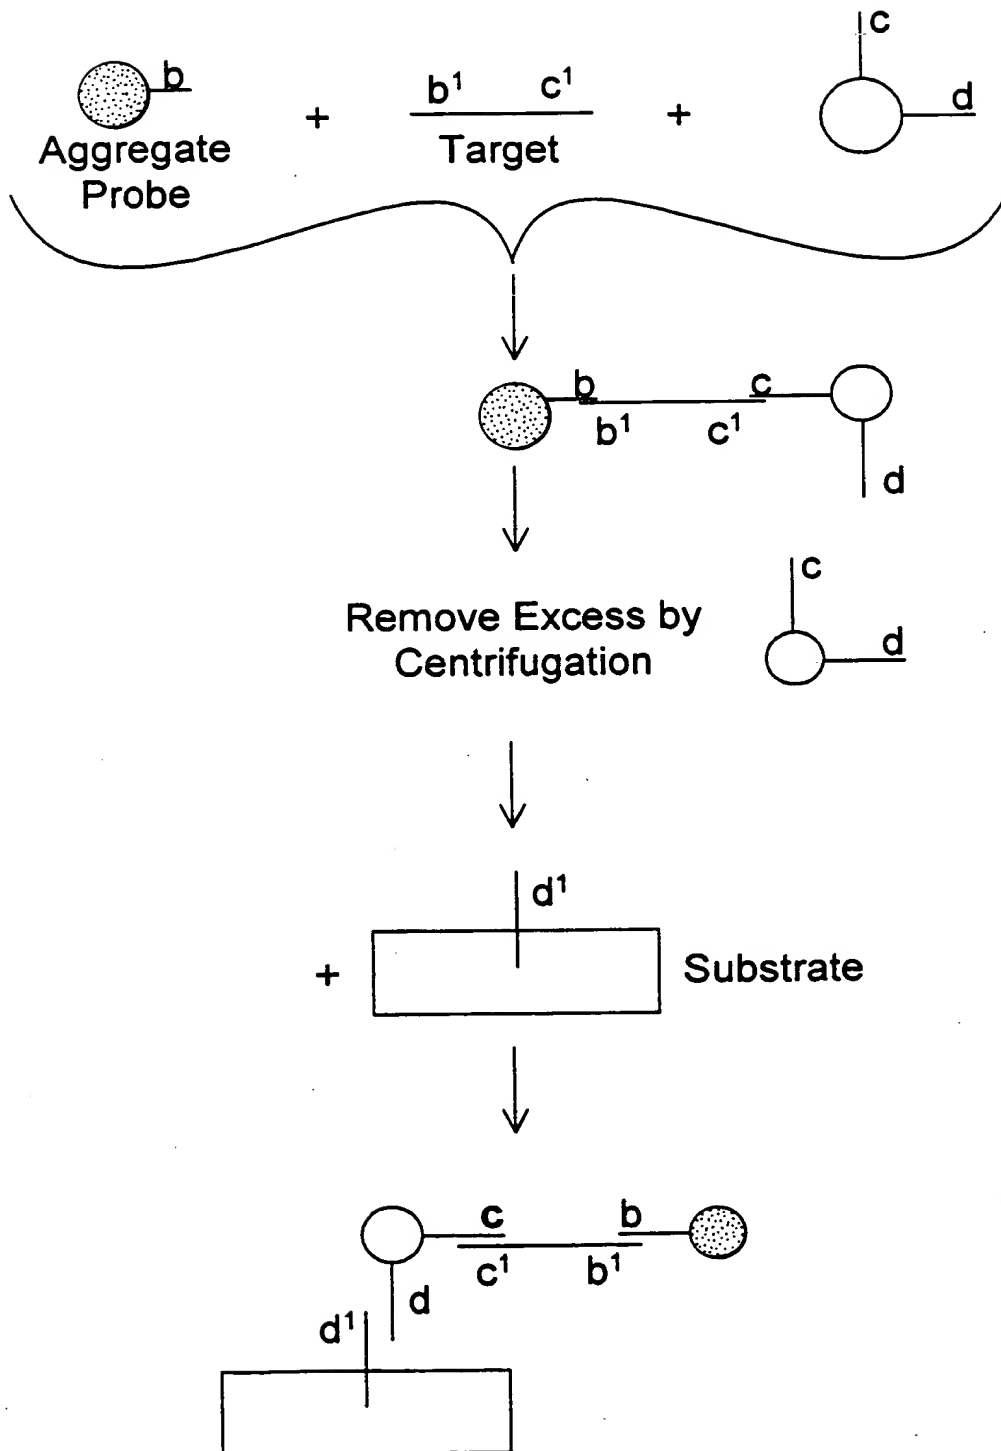 b + b¹ c¹ + c d
Aggregate Probe
Target
b c
b¹ c¹
d
Remove Excess by
Centrifugation
c
d
d¹
+ Substrate
c b
c¹ b¹
d
d¹